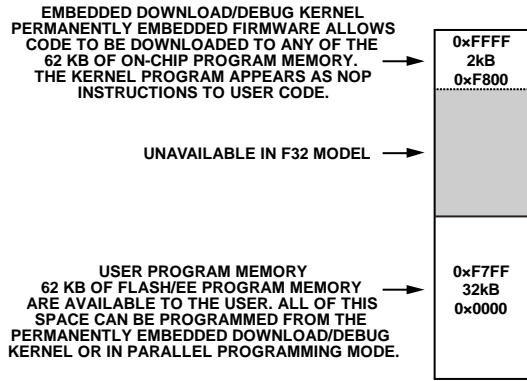 EMBEDDED DOWNLOAD/DEBUG KERNEL
PERMANENTLY EMBEDDED FIRMWARE ALLOWS
CODE TO BE DOWNLOADED TO ANY OF THE
62 KB OF ON-CHIP PROGRAM MEMORY.
THE KERNEL PROGRAM APPEARS AS NOP
INSTRUCTIONS TO USER CODE.
0×FFFF
2kB
0×F800
UNAVAILABLE IN F32 MODEL
USER PROGRAM MEMORY
62 KB OF FLASH/EE PROGRAM MEMORY
ARE AVAILABLE TO THE USER. ALL OF THIS
SPACE CAN BE PROGRAMMED FROM THE
PERMANENTLY EMBEDDED DOWNLOAD/DEBUG
KERNEL OR IN PARALLEL PROGRAMMING MODE.
0×F7FF
32kB
0×0000